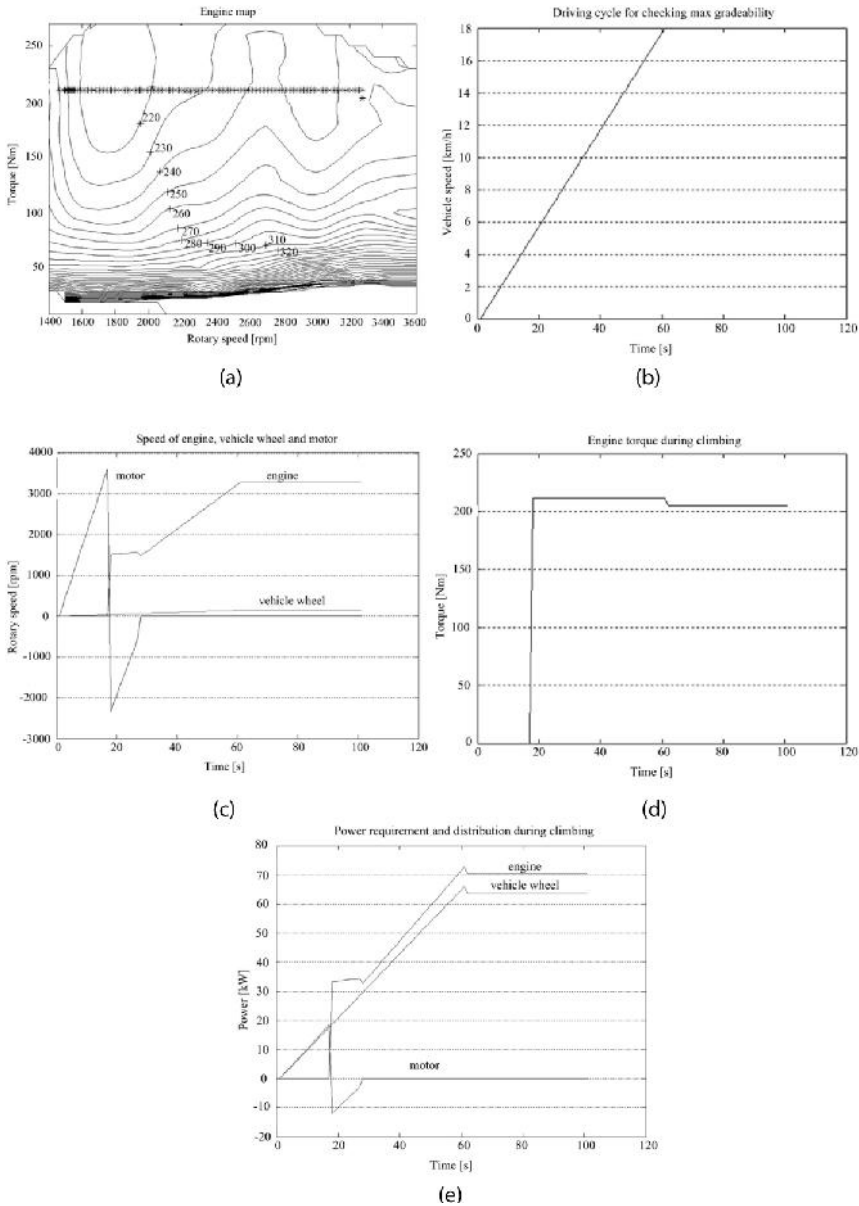 Engine map
Torque [Nm]
250
200
150
100
50
220
230
240
250
260
270
280
290
300
310
320
1400 1600 1800 2000 2200 2400 2600 2800 3000 3200 3400 3600
Rotary speed [rpm]
(a)
Driving cycle for checking max gradeability
Vehicle speed [km/h]
18
16
14
12
10
8
6
4
2
0
0 20 40 60 80 100 120
Time [s]
(b)
Speed of engine, vehicle wheel and motor
Rotary speed [rpm]
4000
3000
2000
1000
0
-1000
-2000
-3000
motor
engine
vehicle wheel
0 20 40 60 80 100 120
Time [s]
(c)
Engine torque during climbing
Torque [Nm]
250
200
150
100
50
0
0 20 40 60 80 100 120
Time [s]
(d)
Power requirement and distribution during climbing
Power [kW]
80
70
60
50
40
30
20
10
0
-10
-20
engine
vehicle wheel
motor
0 20 40 60 80 100 120
Time [s]
(e)